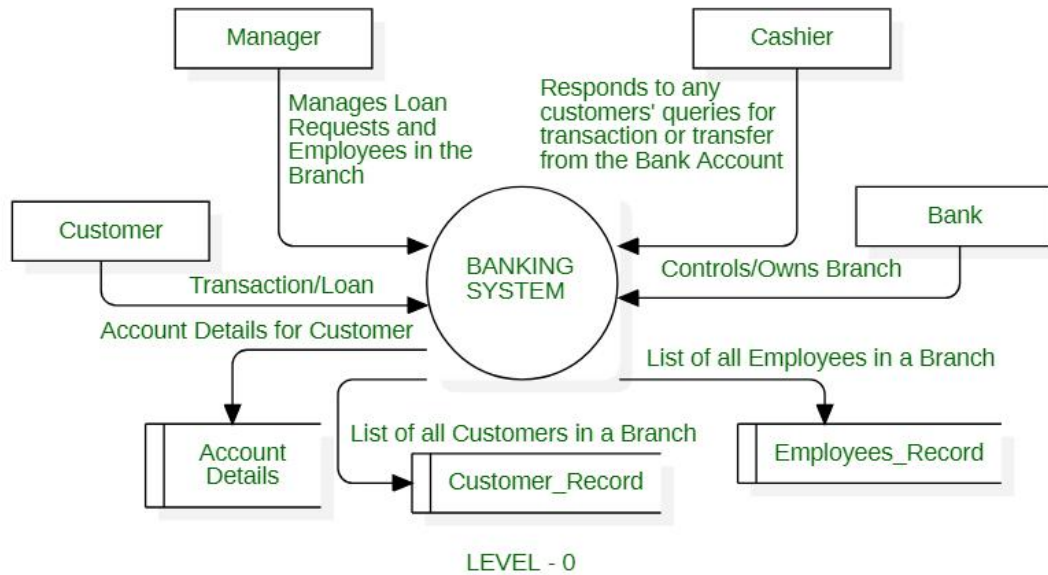 Manager
Cashier
Manages Loan
Requests and
Employees in the
Branch
Responds to any
customers' queries for
transaction or transfer
from the Bank Account
Customer
Bank
BANKING
SYSTEM
Transaction/Loan
Controls/Owns Branch
Account Details for Customer
List of all Employees in a Branch
List of all Customers in a Branch
Account
Details
Customer_Record
Employees_Record
LEVEL - 0